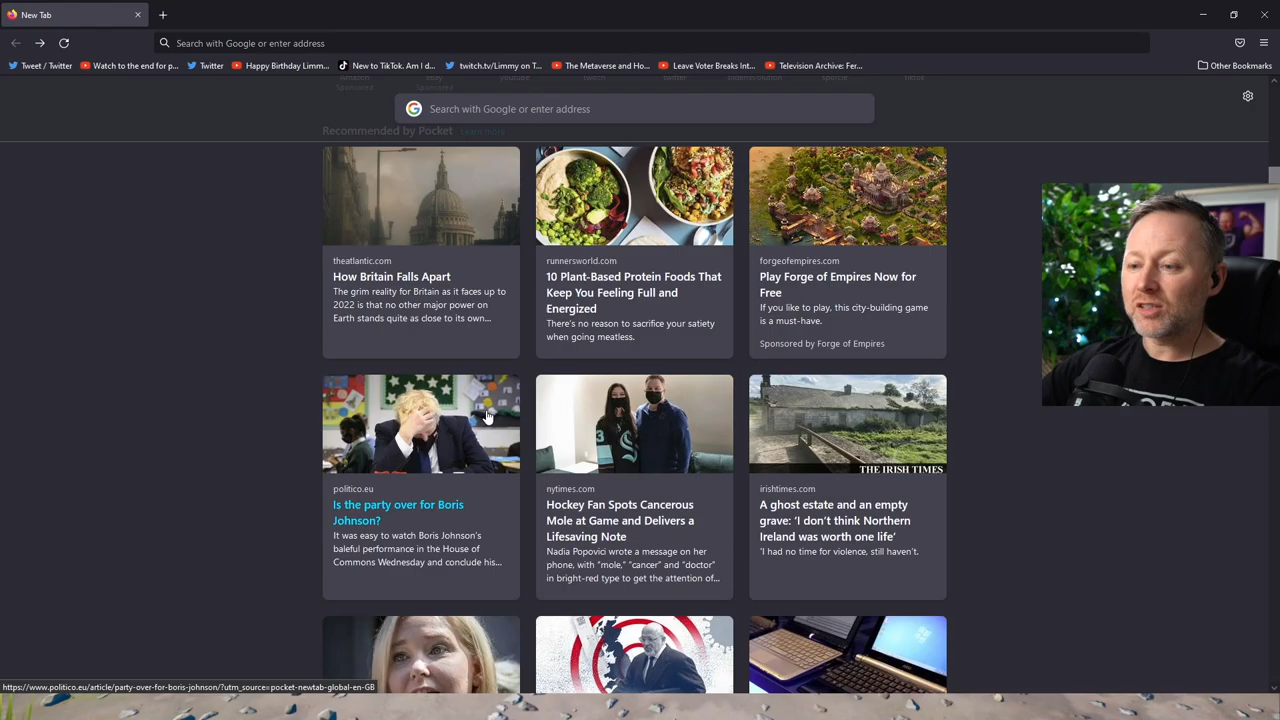 New Tab
Search with Google or enter address
Tweet / Twitter
Watch to the end for p...
Twitter
Happy Birthday Limm...
New to TikTok. Am I d...
twitch.tv/Limmy on T...
The Metaverse and Ho...
Leave Voter Breaks Int...
Television Archive: Fer...
Other Bookmarks
Amazon
eBay
youtube
twitch
twitter
sporcle
tiktok
Sponsored
Sponsored
Search with Google or enter address
Recommended by Pocket Learn more
theatlantic.com
How Britain Falls Apart
The grim reality for Britain as it faces up to
2022 is that no other major power on
Earth stands quite as close to its own...
runnersworld.com
10 Plant-Based Protein Foods That
Keep You Feeling Full and
Energized
There's no reason to sacrifice your satiety
when going meatless.
forgeofempires.com
Play Forge of Empires Now for
Free
If you like to play, this city-building game
is a must-have.
Sponsored by Forge of Empires
politico.eu
Is the party over for Boris
Johnson?
It was easy to watch Boris Johnson's
baleful performance in the House of
Commons Wednesday and conclude his...
nytimes.com
Hockey Fan Spots Cancerous
Mole at Game and Delivers a
Lifesaving Note
Nadia Popovici wrote a message on her
phone, with "mole," "cancer" and "doctor"
in bright-red type to get the attention of...
THE IRISH TIMES
irishtimes.com
A ghost estate and an empty
grave: 'I don't think Northern
Ireland was worth one life'
'I had no time for violence, still haven't.
https://www.politico.eu/article/party-over-for-boris-johnson/?utm_source=pocket-newtab-global-en-GB